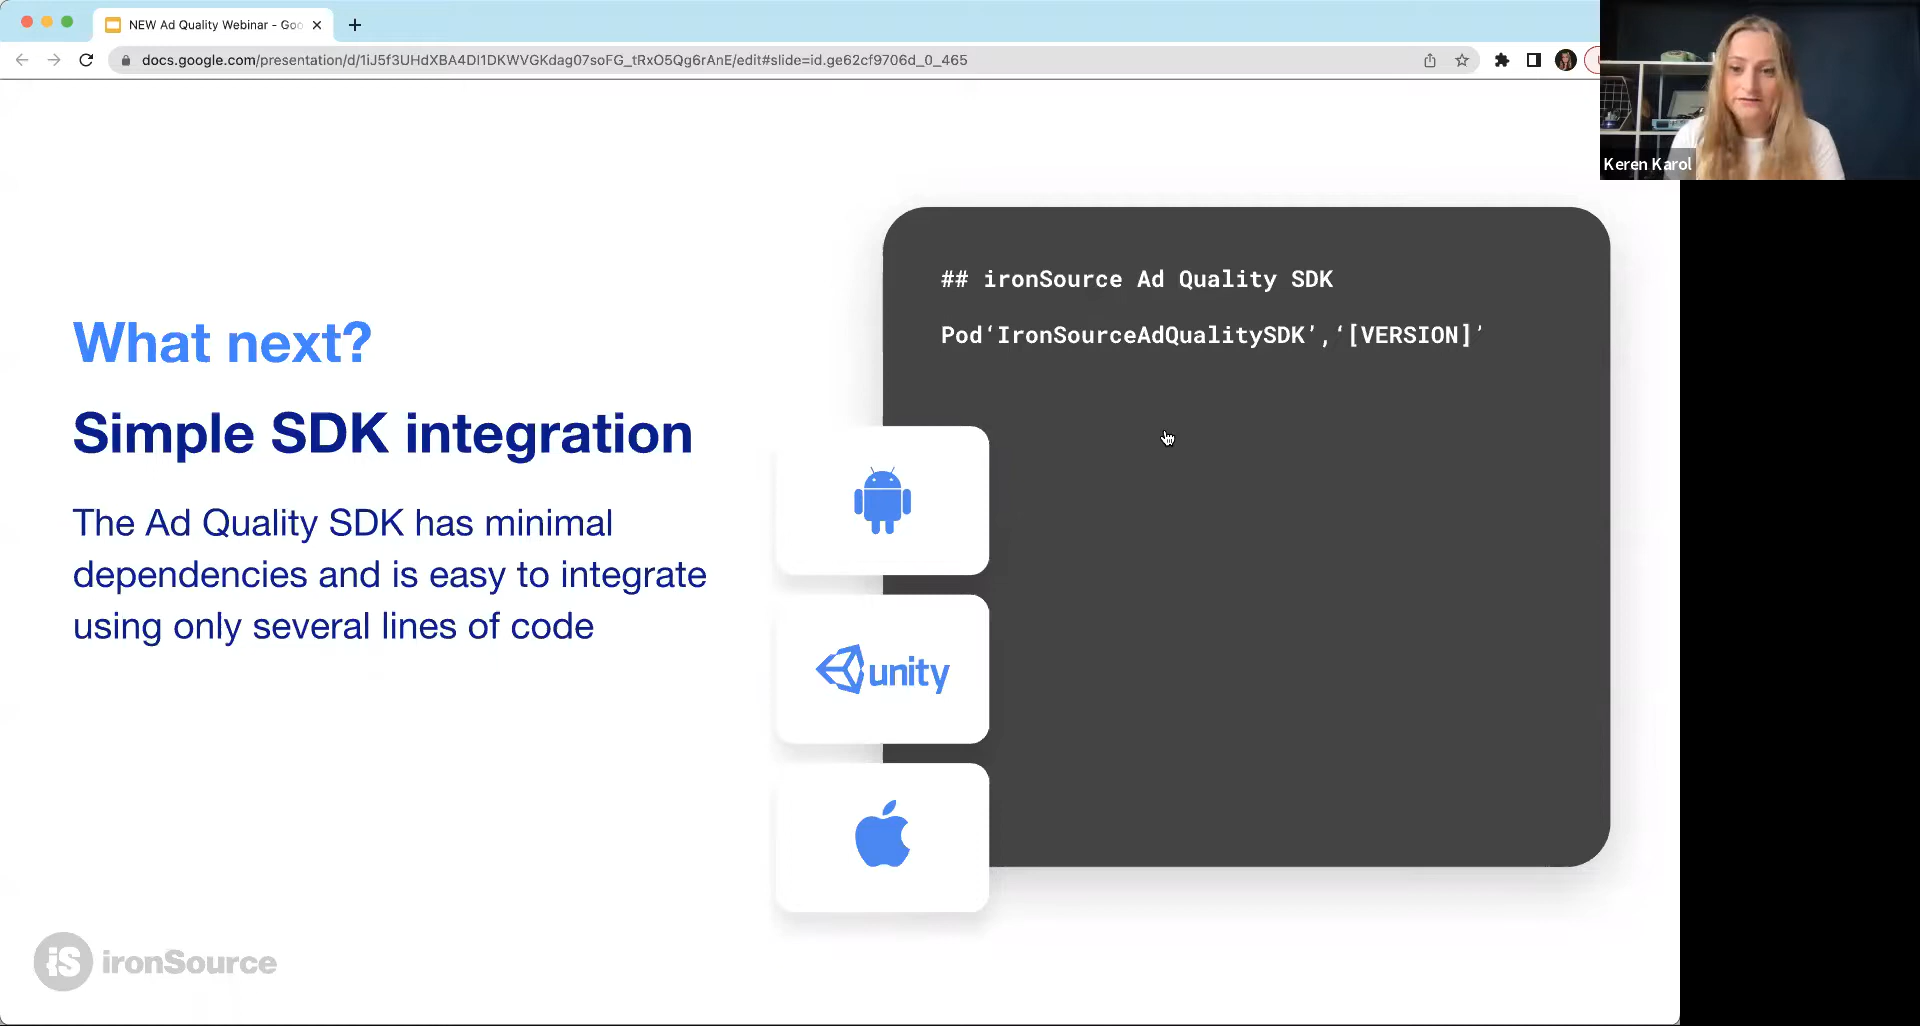 NEW Ad Quality Webinar - Goo
docs.google.com/presentation/d/1iJ5f3UHdXBA4DI1DKWVGKdag07soFG_tRxO5Qg6rAnE/edit#slide=id.ge62cf9706d_0_465
Keren Karol
## ironSource Ad Quality SDK
Pod‘IronSourceAdQualitySDK’,‘[VERSION]’
What next?
Simple SDK integration
The Ad Quality SDK has minimal
dependencies and is easy to integrate
using only several lines of code
unity
iS ironSource